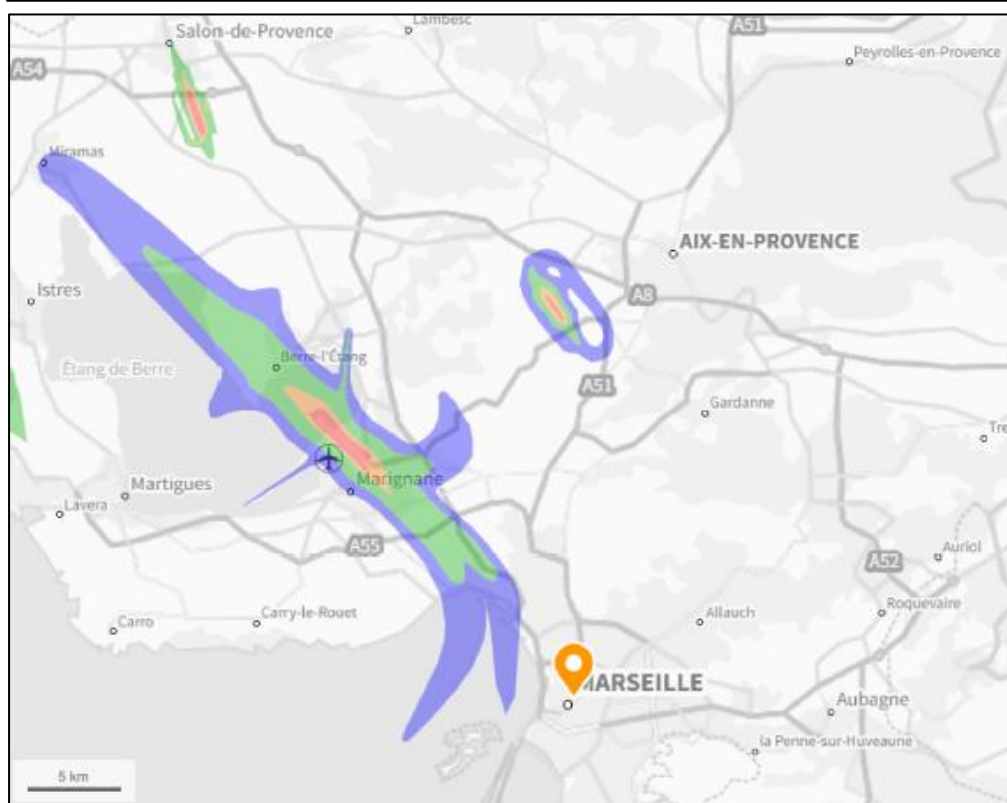 Salon-de-Provence
Lambesc
A51
Peyrolles-en-Provence
A54
Miramas
AIX-EN-PROVENCE
Istres
A8
Étang de Berre
Berre-l'Étang
A51
Gardanne
Tre
Martigues
Marignane
Lavera
A55
Auriol
A52
Carro
Carry-le-Rouet
Allauch
Roquevaire
MARSEILLE
Aubagne
la Penne-sur-Huveaune
5 km